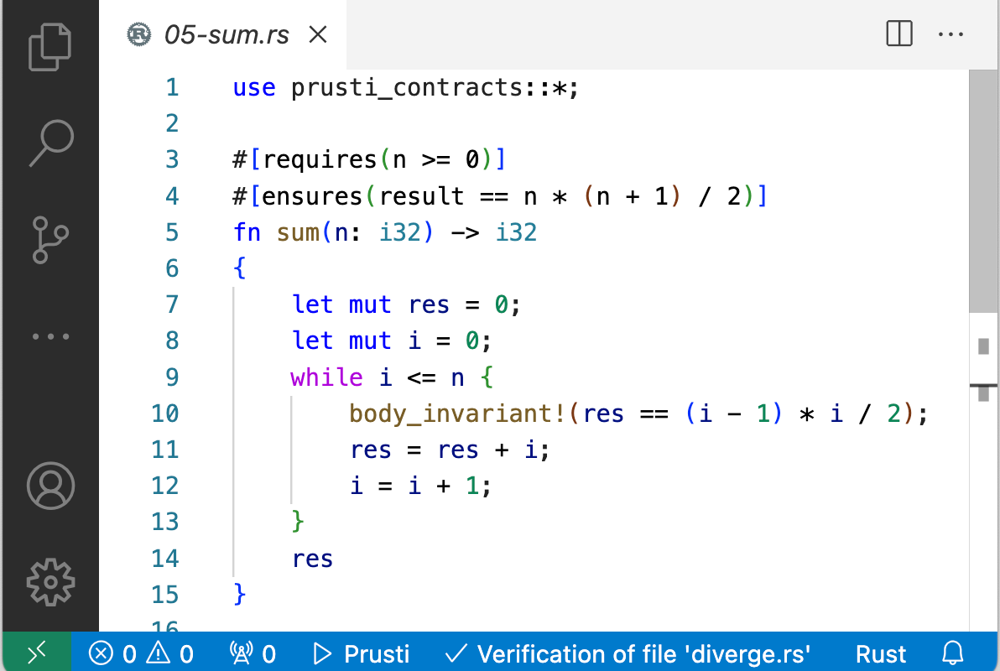 05-sum.rs
1 use prusti_contracts::*;
2
3 #[requires(n >= 0)]
4 #[ensures(result == n * (n + 1) / 2)]
5 fn sum(n: i32) -> i32
6 {
7     let mut res = 0;
8     let mut i = 0;
9     while i <= n {
10         body_invariant!(res == (i - 1) * i / 2);
11         res = res + i;
12         i = i + 1;
13     }
14     res
15 }
16
0 0 0 Prusti Verification of file 'diverge.rs' Rust